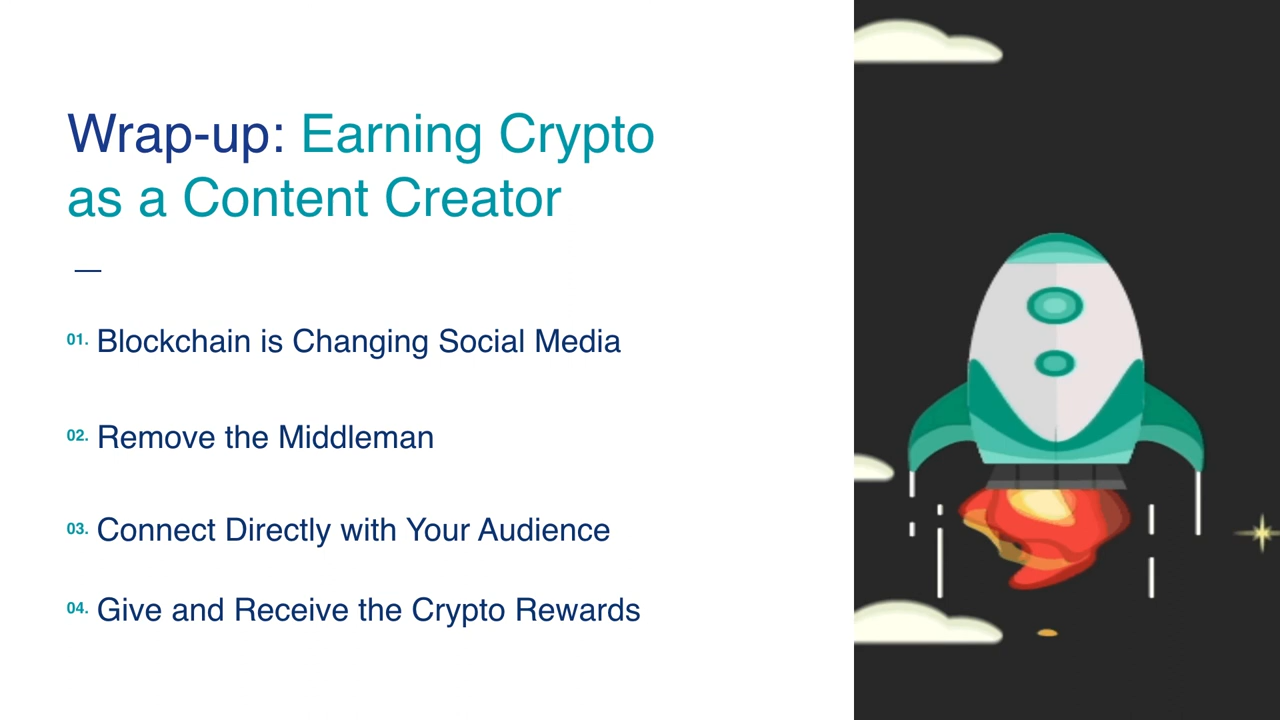 Wrap-up: Earning Crypto
as a Content Creator
01. Blockchain is Changing Social Media
02. Remove the Middleman
03. Connect Directly with Your Audience
04. Give and Receive the Crypto Rewards